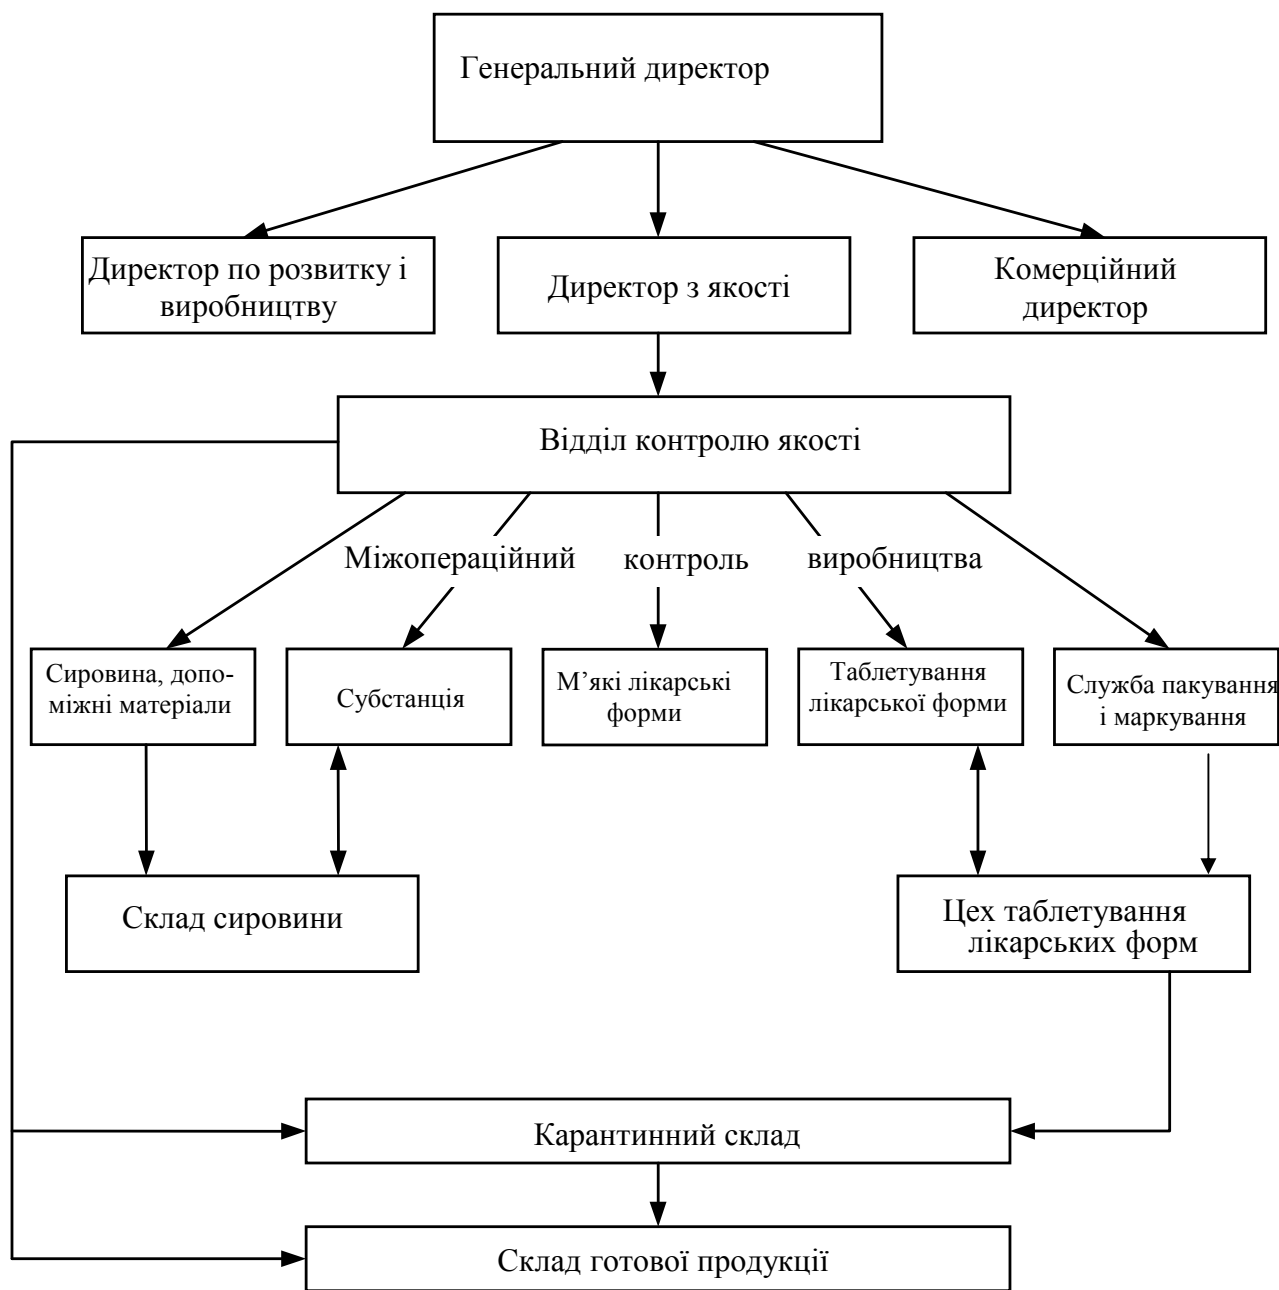 Генеральний директор
Директор по розвитку і
виробництву
Директор з якості
Комерційний
директор
Відділ контролю якості
Міжопераційний контроль виробництва
Сировина, допо-
міжні матеріали
Субстанція
М’які лікарські
форми
Таблетування
лікарської форми
Служба пакування
і маркування
Склад сировини
Цех таблетування
лікарських форм
Карантинний склад
Склад готової продукції